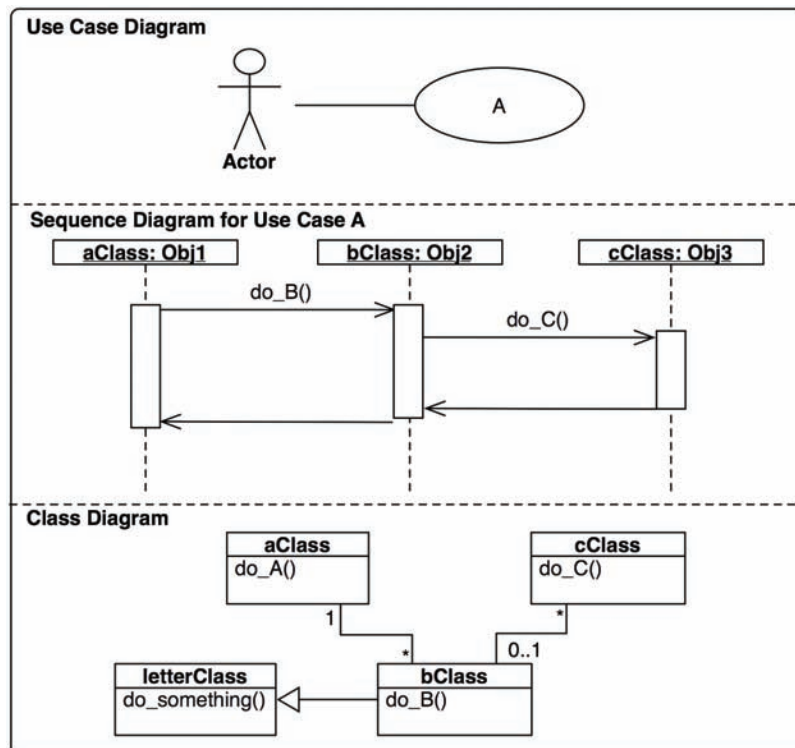 Use Case Diagram
A
Actor
Sequence Diagram for Use Case A
aClass: Obj1 bClass: Obj2 cClass: Obj3
do_B()
do_C()
Class Diagram
aClass cClass
do_A() do_C()
1 *
* 0..1
letterClass bClass
do_something() do_B()